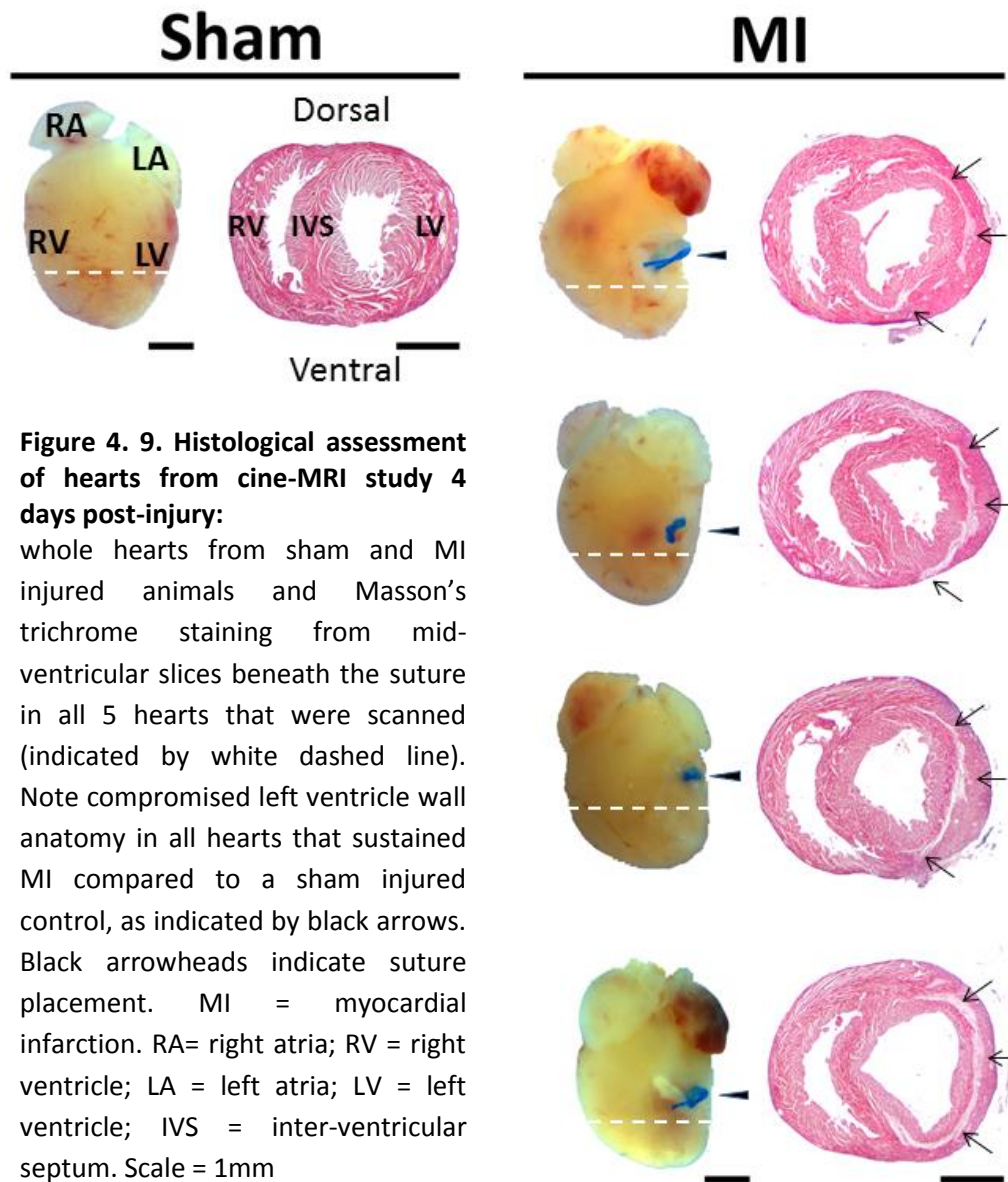 Sham
MI
RA
LA
RV
LV
Dorsal
RV
IVS
LV
Ventral
Figure 4. 9. Histological assessment
of hearts from cine-MRI study 4
days post-injury:
whole hearts from sham and MI
injured animals and Masson’s
trichrome staining from mid-
ventricular slices beneath the suture
in all 5 hearts that were scanned
(indicated by white dashed line).
Note compromised left ventricle wall
anatomy in all hearts that sustained
MI compared to a sham injured
control, as indicated by black arrows.
Black arrowheads indicate suture
placement. MI = myocardial
infarction. RA= right atria; RV = right
ventricle; LA = left atria; LV = left
ventricle; IVS = inter-ventricular
septum. Scale = 1mm